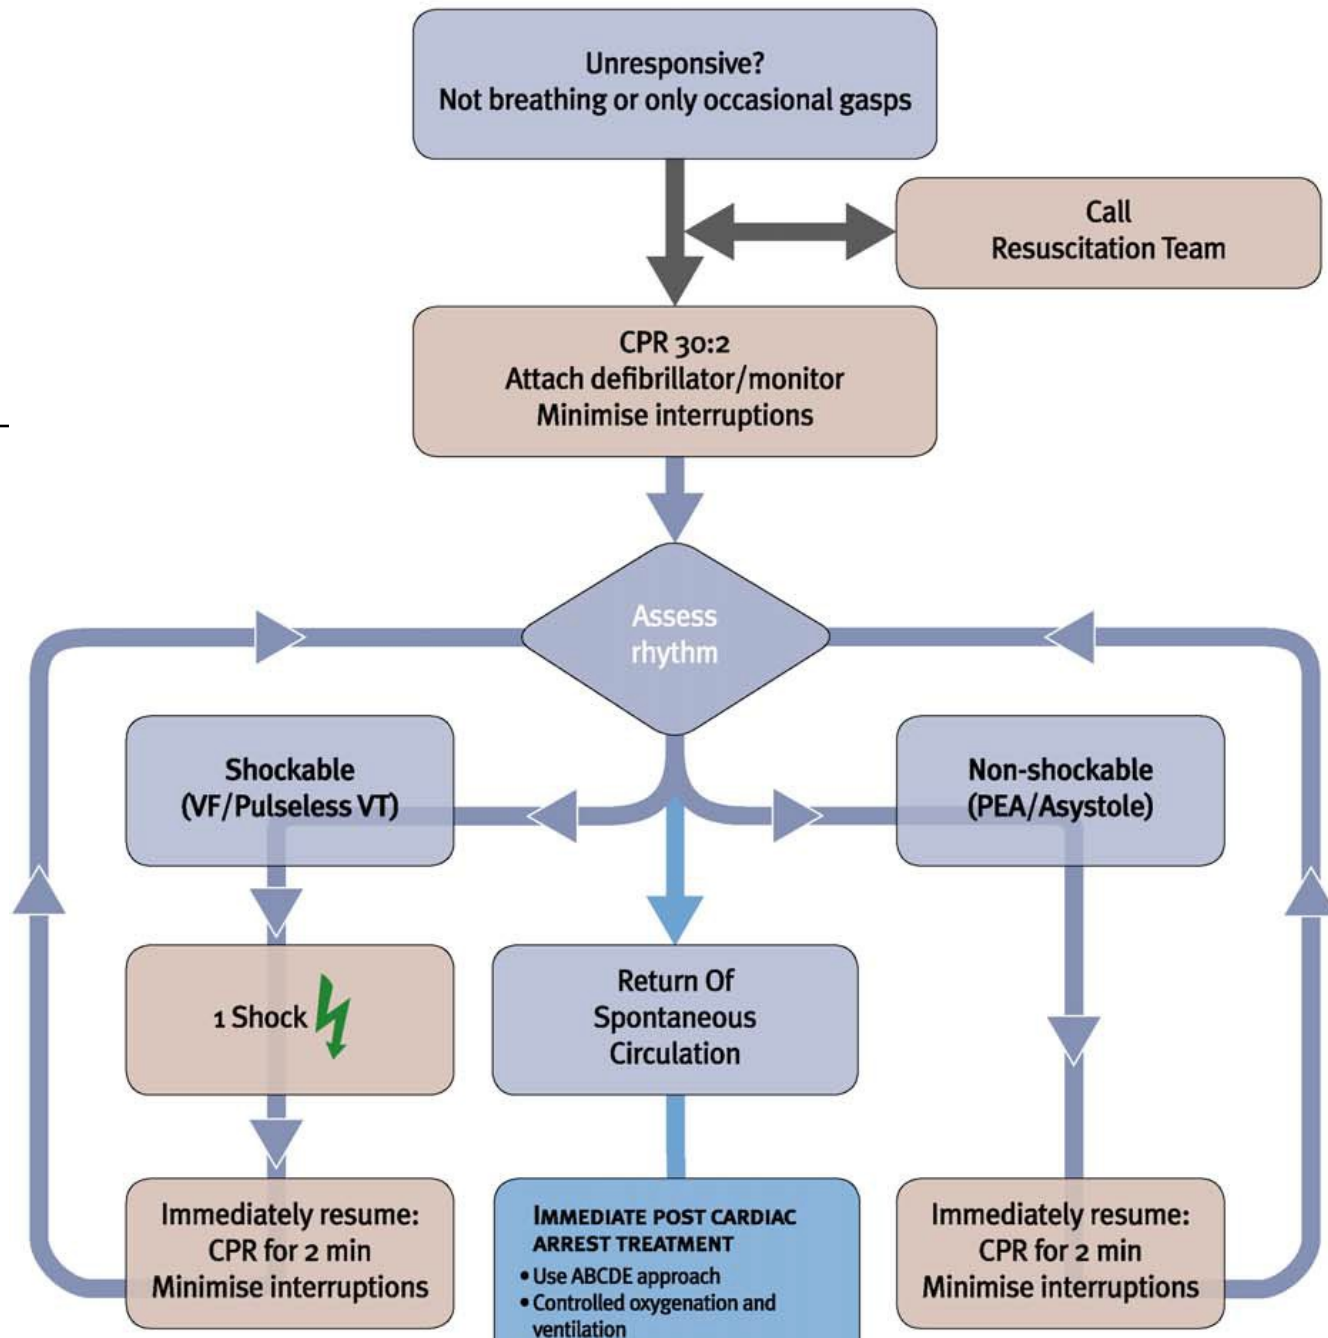 Unresponsive?
Not breathing or only occasional gasps
Call
Resuscitation Team
CPR 30:2
Attach defibrillator/monitor
Minimise interruptions
Assess
rhythm
Shockable
(VF/Pulseless VT)
Non-shockable
(PEA/Asystole)
1 Shock
Return Of
Spontaneous
Circulation
Immediately resume:
CPR for 2 min
Minimise interruptions
IMMEDIATE POST CARDIAC
ARREST TREATMENT
• Use ABCDE approach
• Controlled oxygenation and
ventilation
Immediately resume:
CPR for 2 min
Minimise interruptions